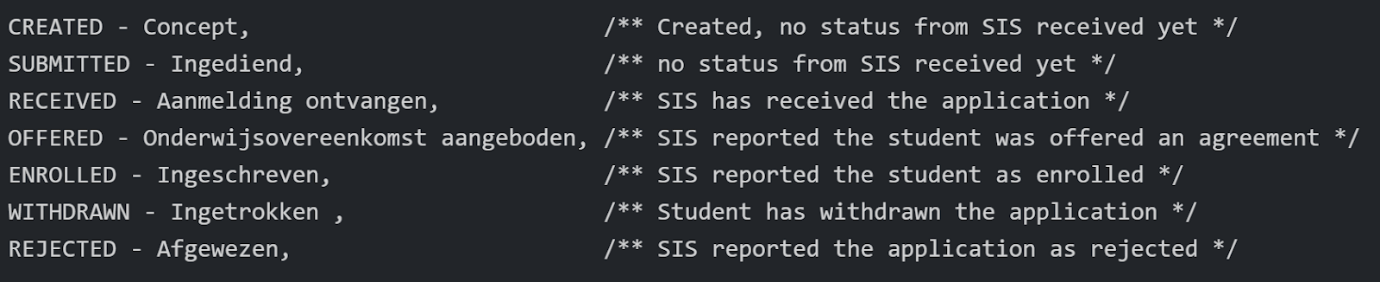 CREATED - Concept, /** Created, no status from SIS received yet */
SUBMITTED - Ingediend, /** no status from SIS received yet */
RECEIVED - Aanmelding ontvangen, /** SIS has received the application */
OFFERED - Onderwijsovereenkomst aangeboden, /** SIS reported the student was offered an agreement */
ENROLLED - Ingeschreven, /** SIS reported the student as enrolled */
WITHDRAWN - Ingetrokken , /** Student has withdrawn the application */
REJECTED - Afgewezen, /** SIS reported the application as rejected */